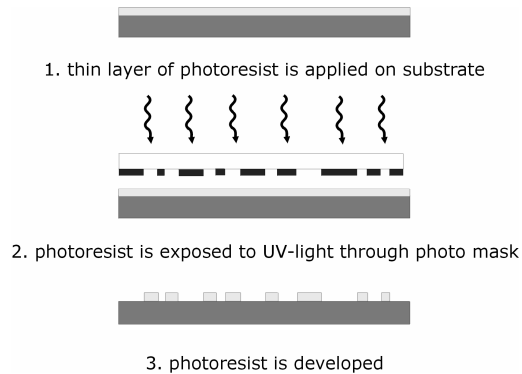 1. thin layer of photoresist is applied on substrate
2. photoresist is exposed to UV-light through photo mask
3. photoresist is developed